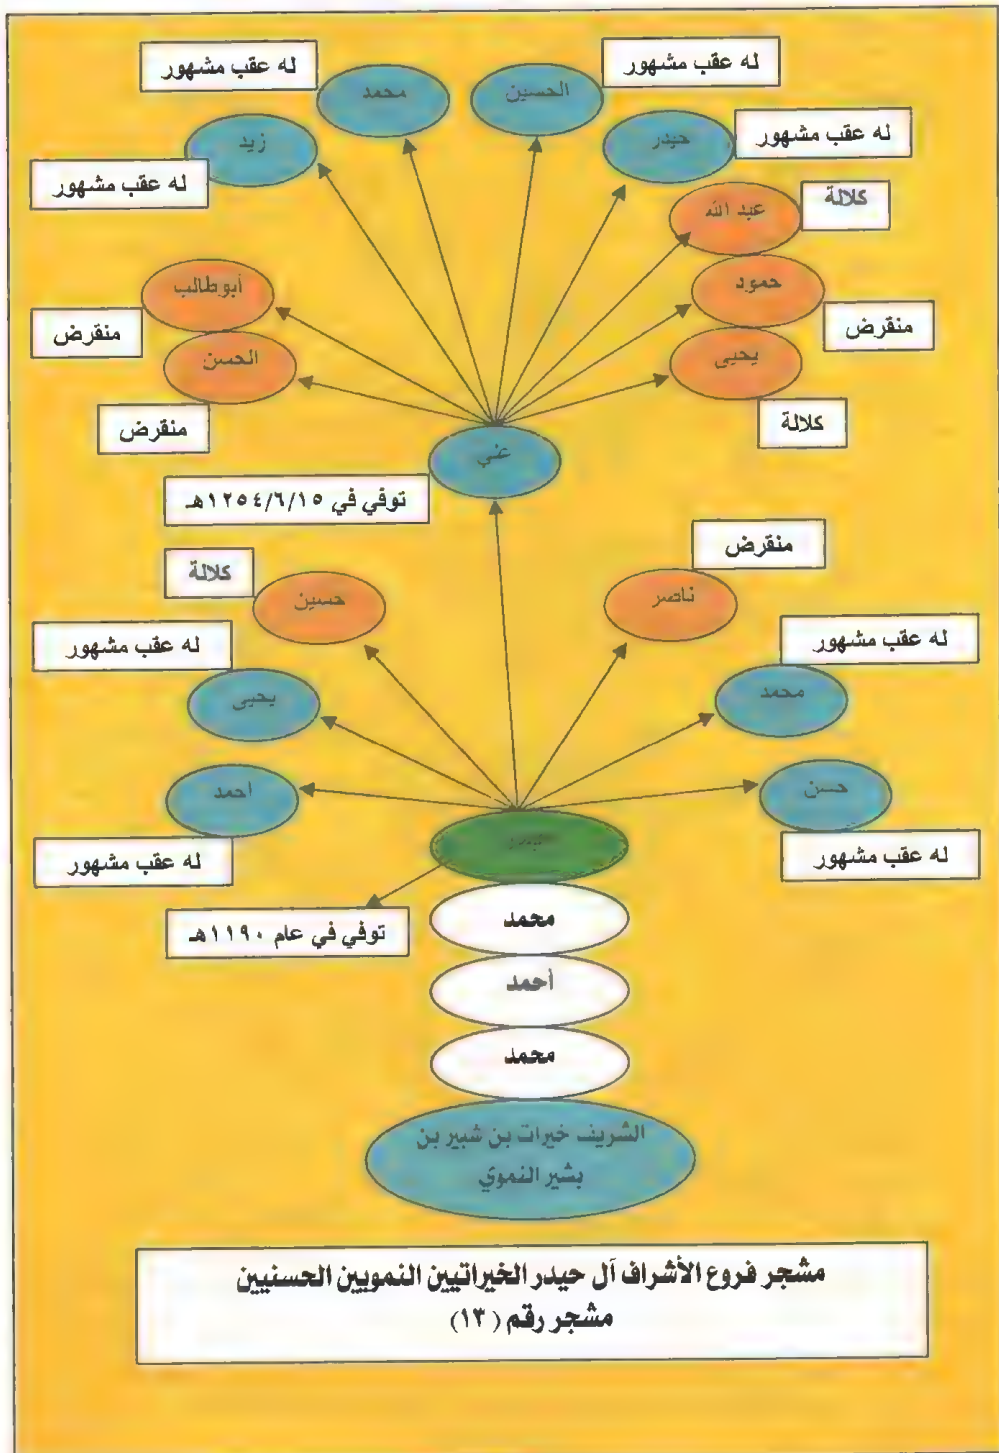 له عقب مشهور
الحسين
له عقب مشهور
محمد
له عقب مشهور
حيدر
زيد
له عقب مشهور
كلالة
عبد الله
حمود
أبوطالب
منقرض
منقرض
يحيى
الحسن
كلالة
منقرض
علي
توفي في ١٢٥٤/٦/١٥هـ
منقرض
كلالة
ناصر
حسين
له عقب مشهور
له عقب مشهور
محمد
يحيى
حسن
احمد
له عقب مشهور
له عقب مشهور
توفي في عام ١١٩٠هـ
محمد
أحمد
محمد
الشريف خيرات بن شبير بن
بشير النموي
مشجر فروع الأشراف آل حيدر الخيراتيين النمويين الحسنيين
مشجر رقم (١٣)